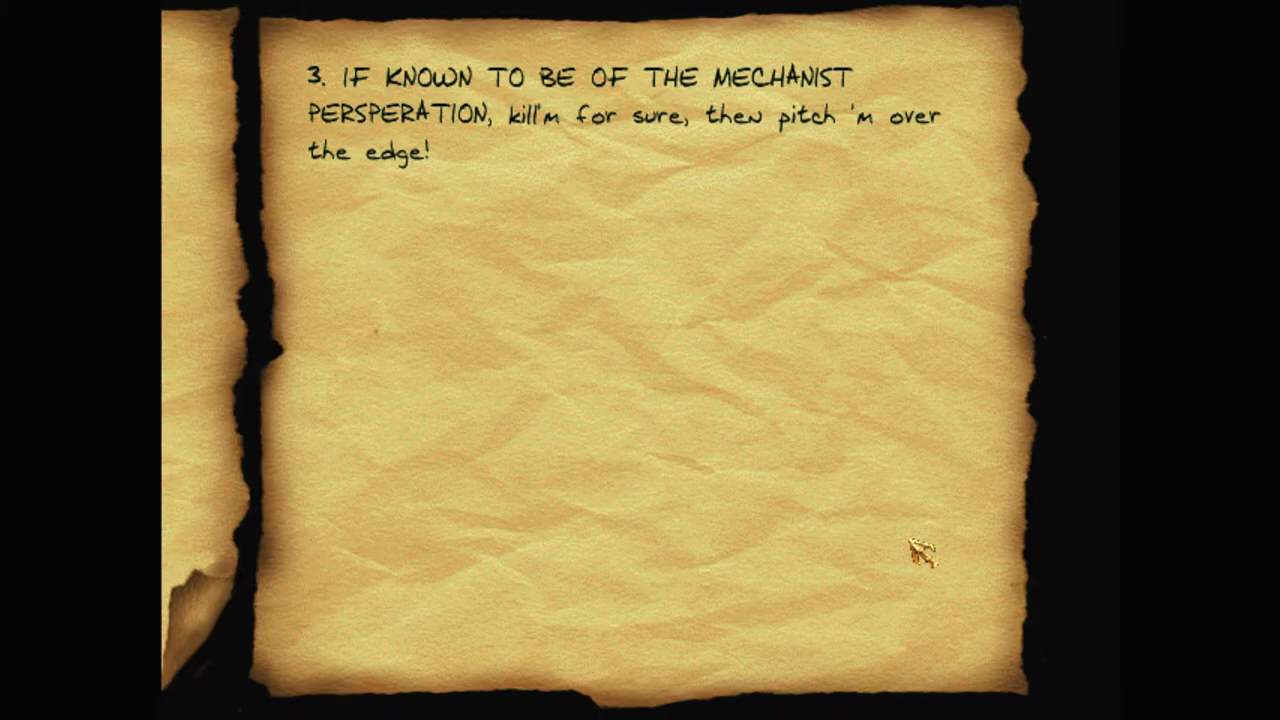 3. IF KNOWN TO BE OF THE MECHANIST
PERSPERATION, kill'm for sure, then pitch 'm over
the edge!